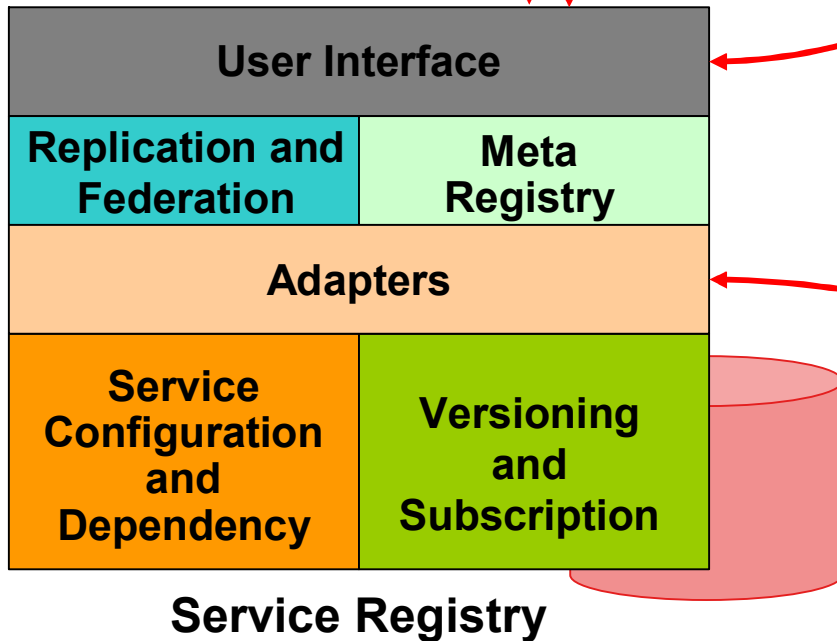 User Interface
Replication and
Federation
Meta
Registry
Adapters
Service
Configuration
and
Dependency
Versioning
and
Subscription
Service Registry